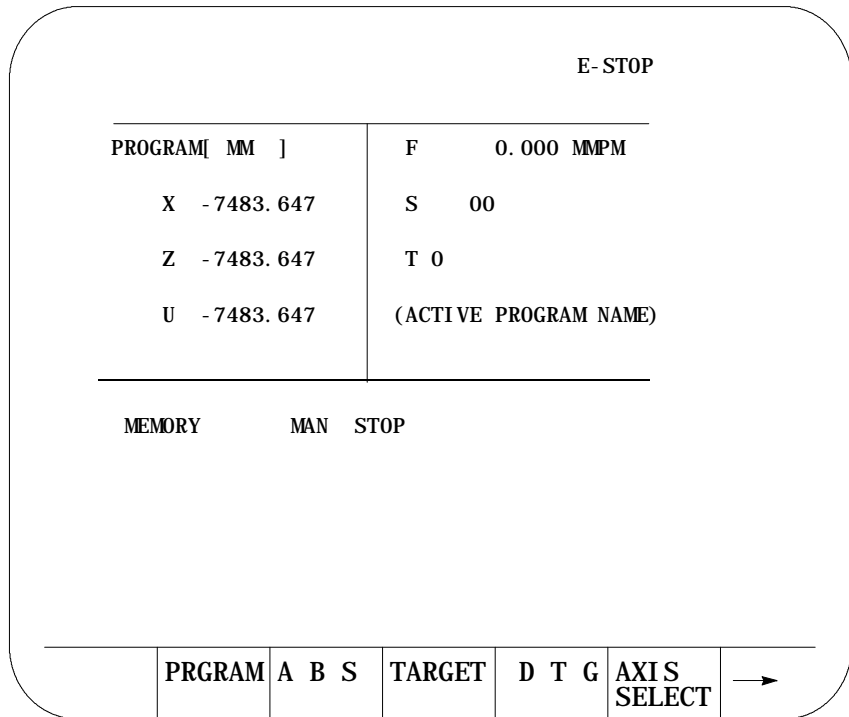 E-STOP
PROGRAM[ MM ] F 0.000 MMPM
X -7483.647 S 00
Z -7483.647 T 0
U -7483.647 (ACTIVE PROGRAM NAME)
MEMORY MAN STOP
PRGRAM A B S TARGET D T G AXIS
SELECT